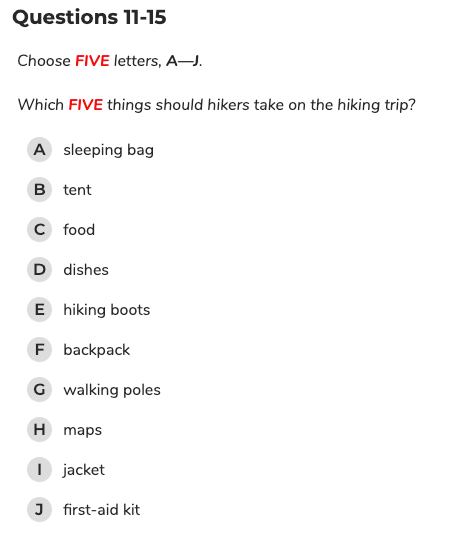 Questions 11-15
Choose FIVE letters, A—J.
Which FIVE things should hikers take on the hiking trip?
A sleeping bag
B tent
C food
D dishes
E hiking boots
F backpack
G walking poles
H maps
I jacket
J first-aid kit